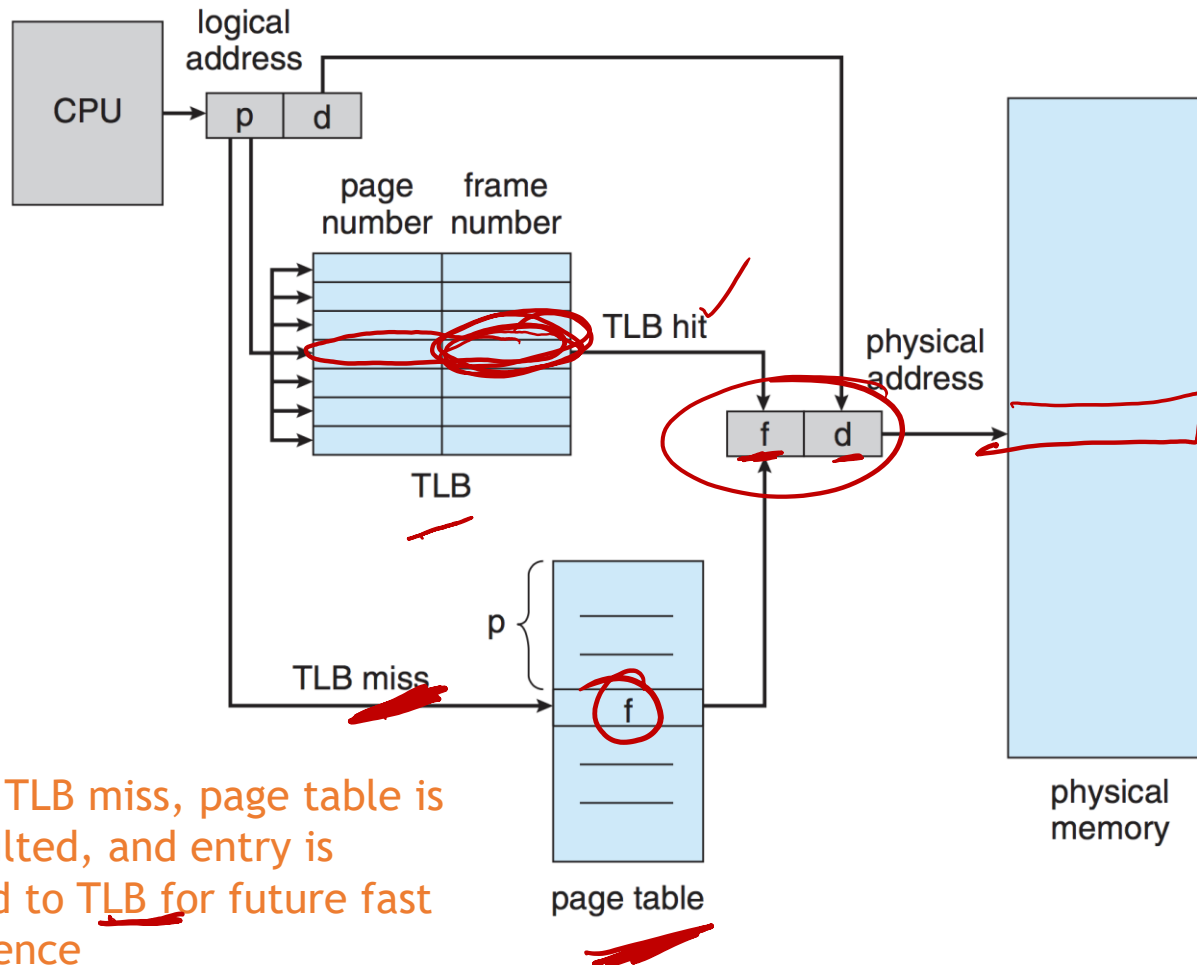 logical
address
CPU
p d
page frame
number number
TLB hit
physical
address
f d
TLB
p
TLB miss
f
TLB miss, page table is
lted, and entry is
d to TLB for future fast
ence
page table
physical
memory